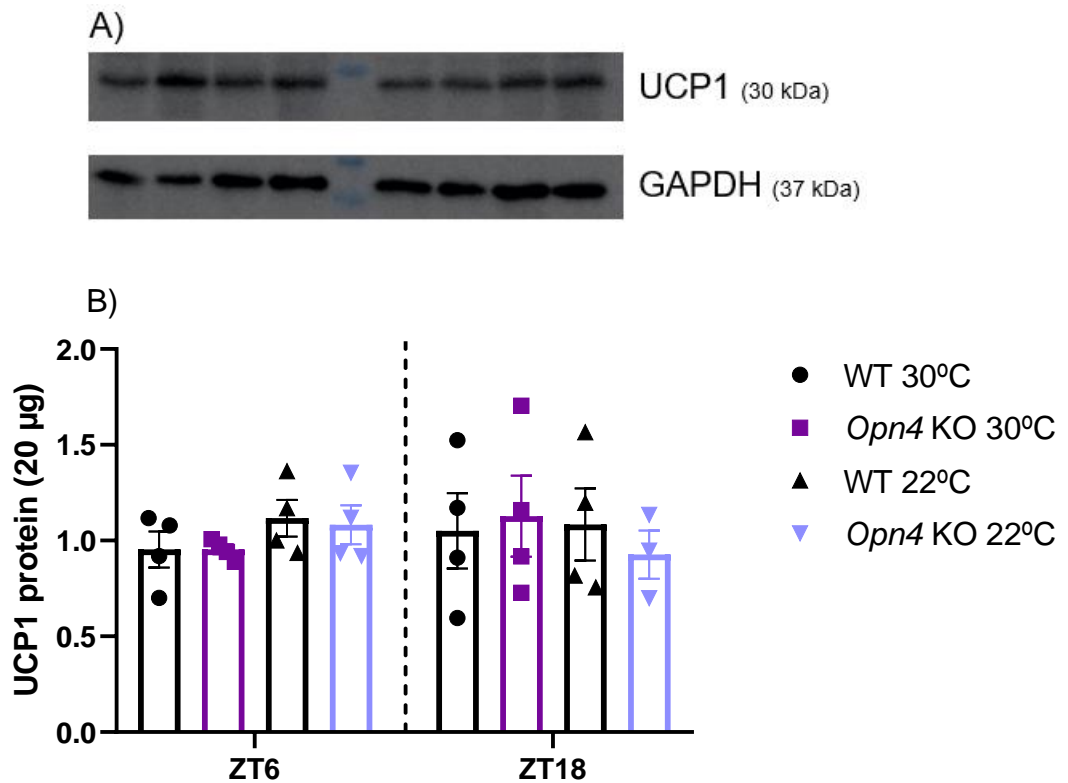 A)
UCP1 (30 kDa)
GAPDH (37 kDa)
B)
UCP1 protein (20 µg)
2.0
1.5
1.0
0.5
0.0
ZT6
ZT18
WT 30ºC
Opn4 KO 30ºC
WT 22ºC
Opn4 KO 22ºC